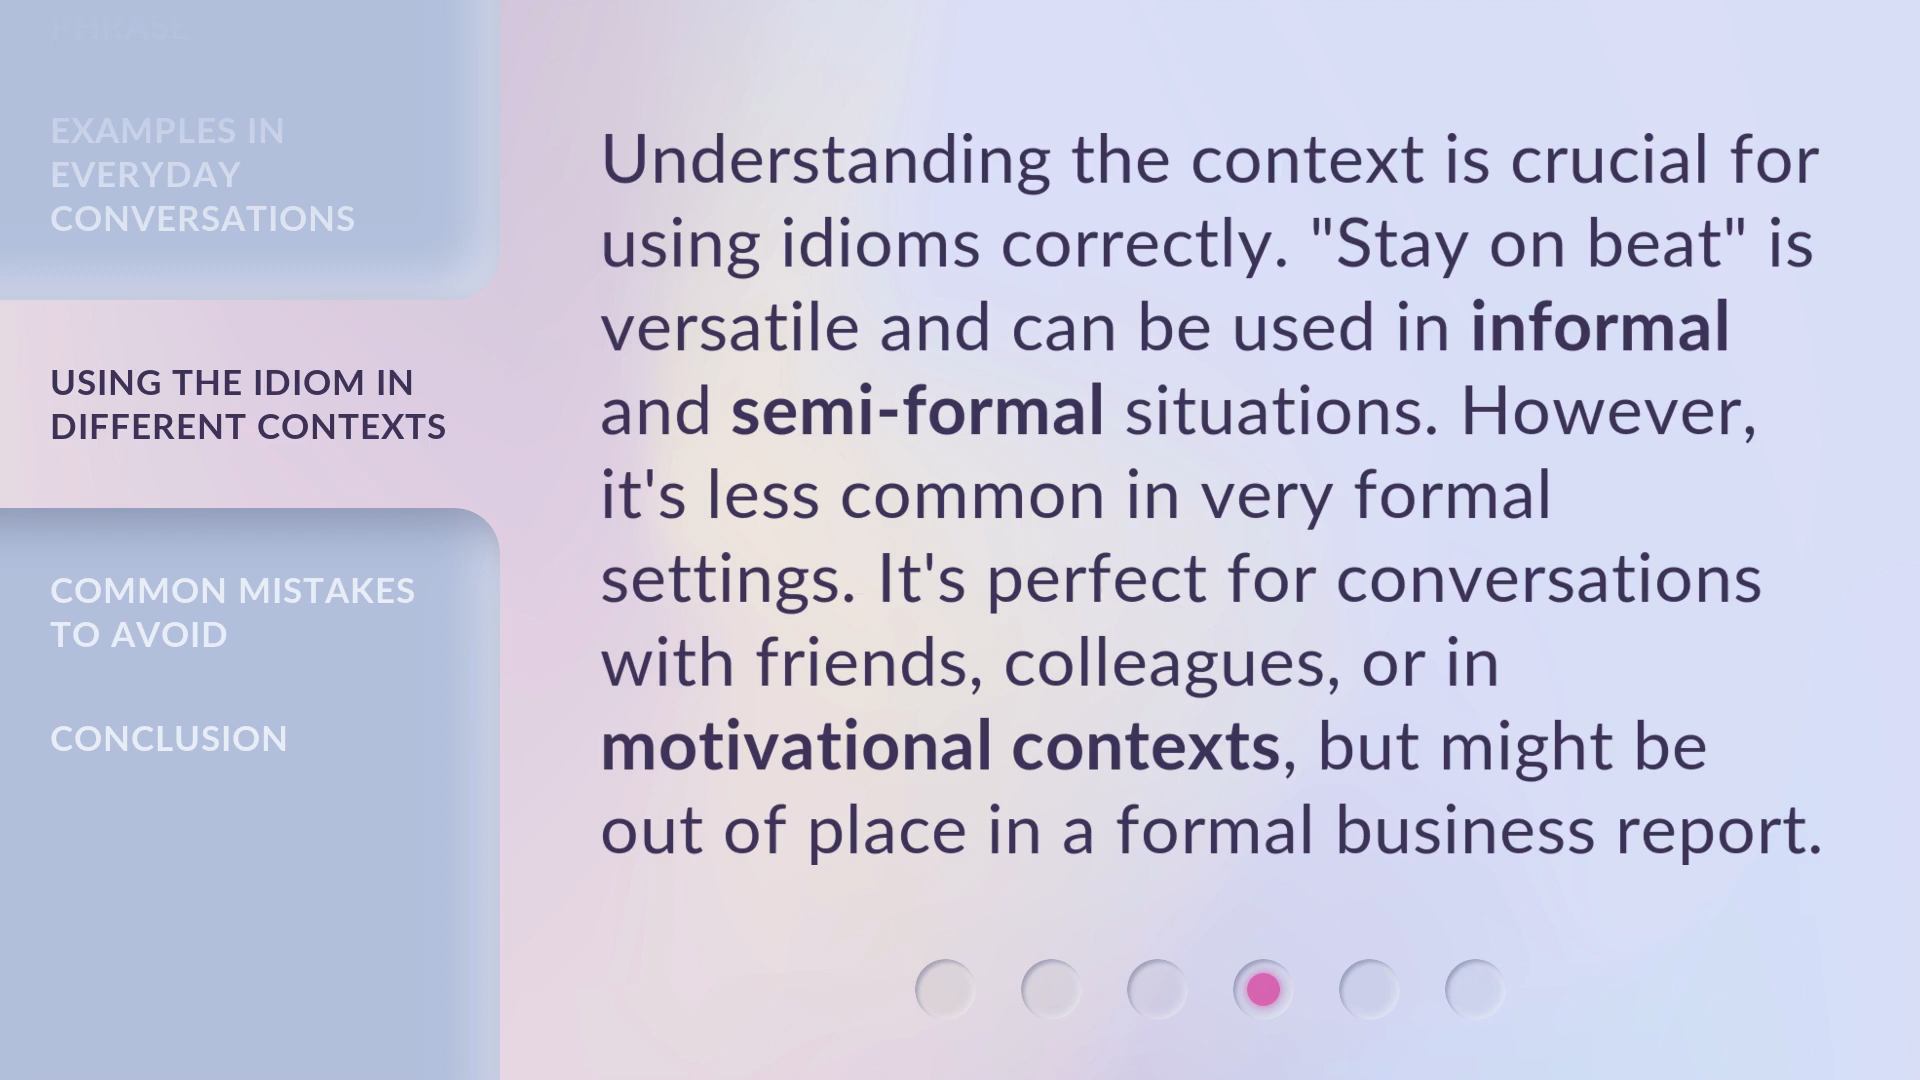 PHRASE
EXAMPLES IN
EVERYDAY
CONVERSATIONS
USING THE IDIOM IN
DIFFERENT CONTEXTS
COMMON MISTAKES
TO AVOID
CONCLUSION
Understanding the context is crucial for
using idioms correctly. "Stay on beat" is
versatile and can be used in informal
and semi-formal situations. However,
it's less common in very formal
settings. It's perfect for conversations
with friends, colleagues, or in
motivational contexts, but might be
out of place in a formal business report.